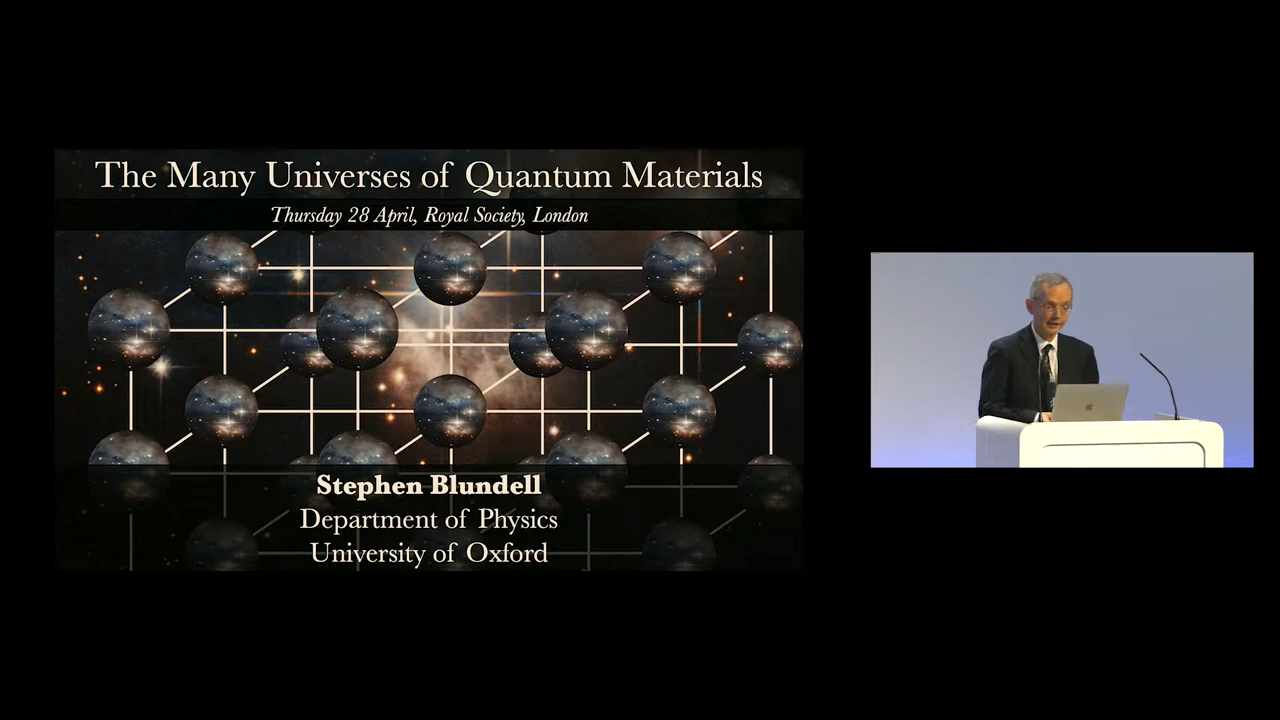 The Many Universes of Quantum Materials
Thursday 28 April, Royal Society, London
Stephen Blundell
Department of Physics
University of Oxford